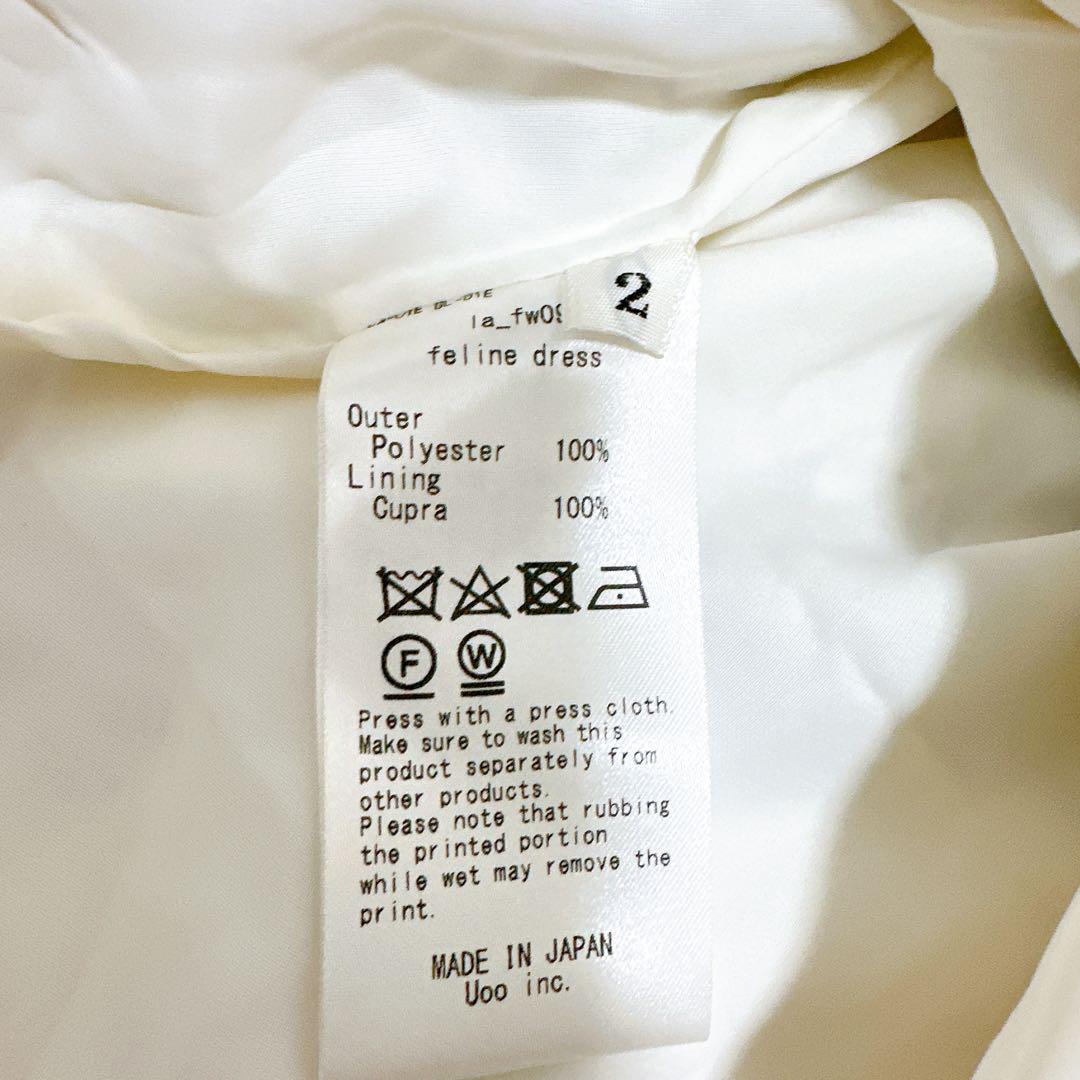 2
feline dress
Outer
Polyester 100%
Lining
Cupra 100%
F W
Press with a press cloth.
Make sure to wash this
product separately from
other products.
Please note that rubbing
the printed portion
while wet may remove the
print.
MADE IN JAPAN
Uoo inc.